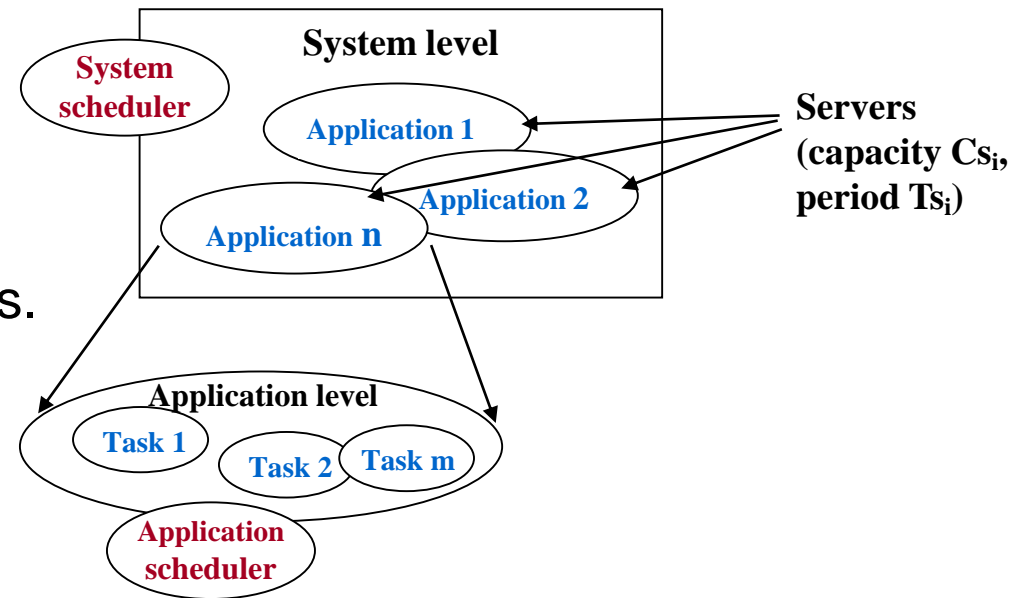 System level
System
scheduler
Application 1
Application 2
Application n
Servers
(capacity Csi,
period Tsi)
s.
Application level
Task 1
Task 2
Task m
Application
scheduler